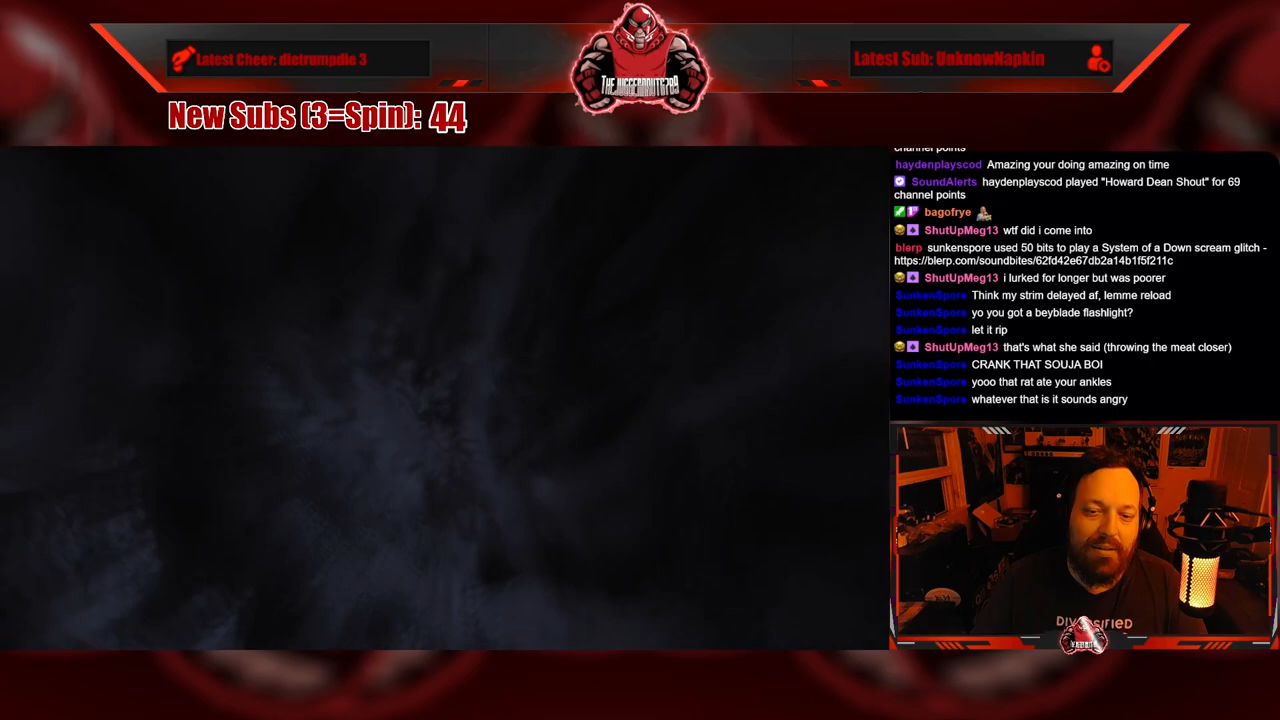 Latest Cheer: dietrumpdie 3
THEJUGGERNAUT6789
Latest Sub: UnknowNapkin
New Subs (3=Spin): 44
channel points
haydenplayscod Amazing your doing amazing on time
SoundAlerts haydenplayscod played "Howard Dean Shout" for 69
channel points
bagofrye
ShutUpMeg13 wtf did i come into
blerp sunkenspore used 50 bits to play a System of a Down scream glitch -
https://blerp.com/soundbites/62fd42e67db2a14b1f5f211c
ShutUpMeg13 i lurked for longer but was poorer
SunkenSpore Think my strim delayed af, lemme reload
SunkenSpore yo you got a beyblade flashlight?
SunkenSpore let it rip
ShutUpMeg13 that's what she said (throwing the meat closer)
SunkenSpore CRANK THAT SOUJA BOI
SunkenSpore yooo that rat ate your ankles
SunkenSpore whatever that is it sounds angry